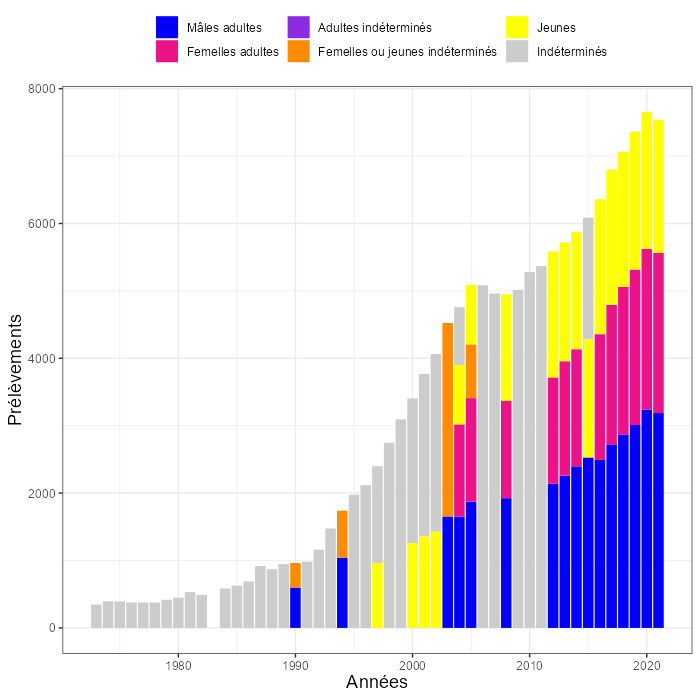 Mâles adultes
Adultes indéterminés
Jeunes
Femelles adultes
Femelles ou jeunes indéterminés
Indéterminés
8000
6000
4000
2000
0
Prélèvements
1980
1990
2000
2010
2020
Années